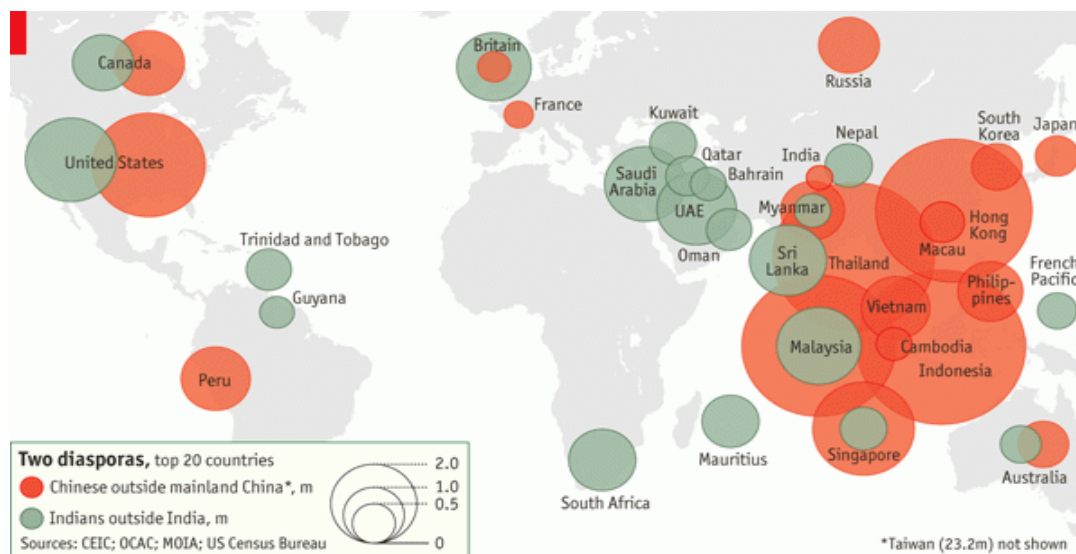 Canada
Britain
Russia
France
United States
Kuwait
Nepal
South
Korea
Japan
Qatar
India
Saudi
Arabia
Bahrain
UAE
Myanmar
Hong
Kong
Macau
Trinidad and Tobago
Oman
Sri
Lanka
Thailand
French
Pacific
Philip-
pines
Guyana
Vietnam
Malaysia
Cambodia
Indonesia
Peru
Mauritius
Singapore
Australia
South Africa
Two diasporas, top 20 countries
Chinese outside mainland China*, m
Indians outside India, m
Sources: CEIC; OCAC; MOIA; US Census Bureau
2.0
1.0
0.5
0
*Taiwan (23.2m) not shown